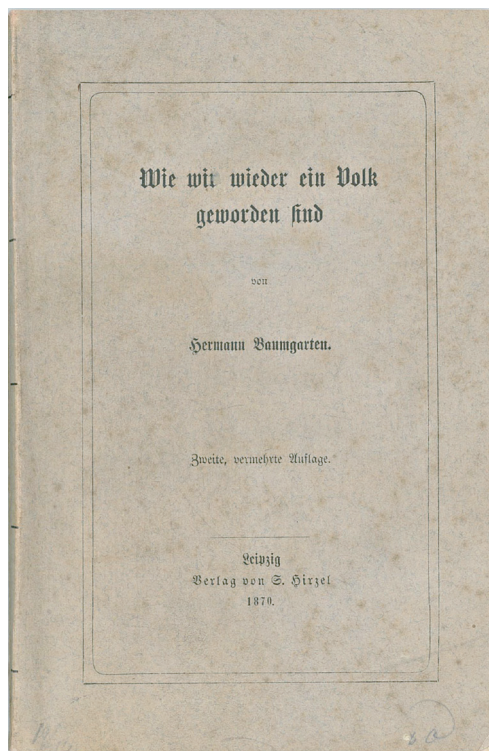 Wie wir wieder ein Volk
geworden sind
von
Hermann Baumgarten.
Zweite, vermehrte Auflage.
Leipzig
Verlag von S. Hirzel
1870.